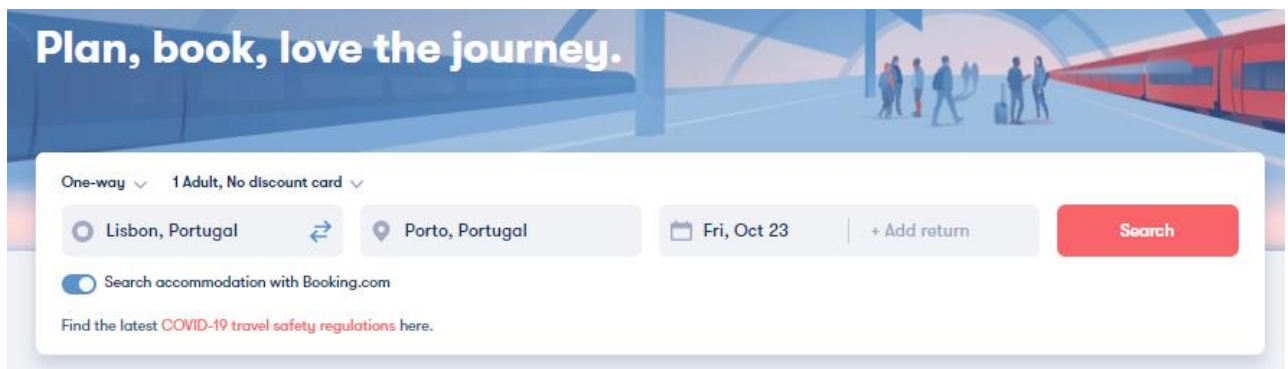 Plan, book, love the journey.
One-way 1 Adult, No discount card
Lisbon, Portugal Porto, Portugal Fri, Oct 23 + Add return Search
Search accommodation with Booking.com
Find the latest COVID-19 travel safety regulations here.